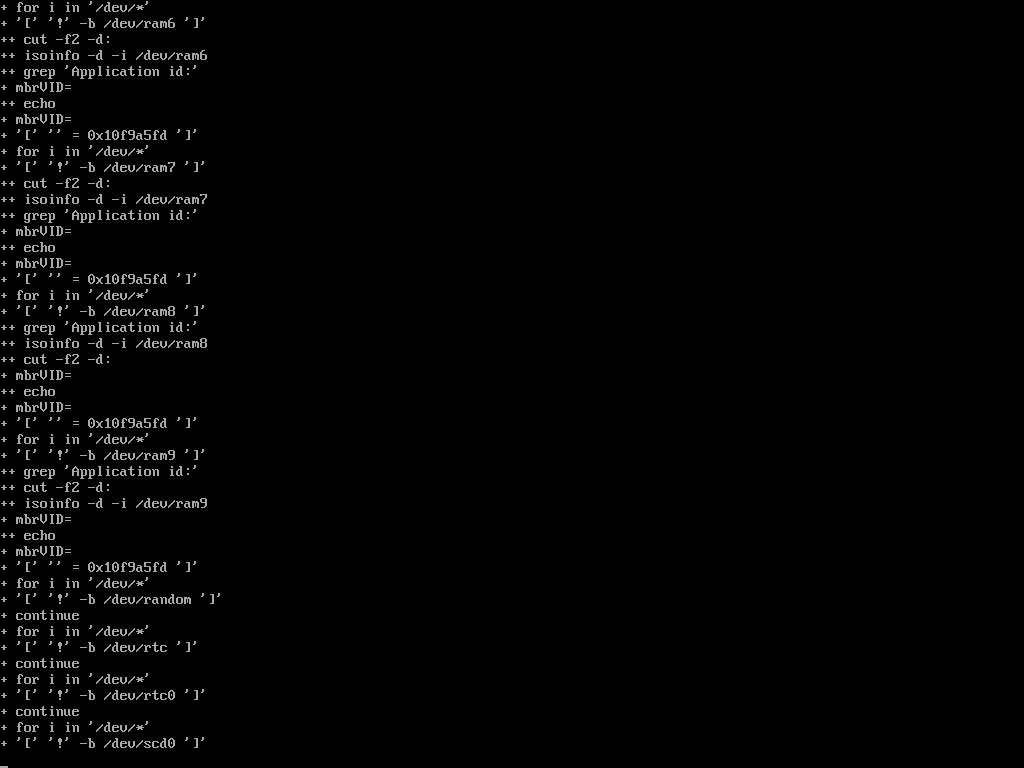 + for i in '/dev/*'
+ '[' '!' -b /dev/ram6 ']'
++ cut -f2 -d:
++ isoinfo -d -i /dev/ram6
++ grep 'Application id:'
+ mbrVID=
++ echo
+ mbrVID=
+ '[' '' = 0x10f9a5fd ']'
+ for i in '/dev/*'
+ '[' '!' -b /dev/ram7 ']'
++ cut -f2 -d:
++ isoinfo -d -i /dev/ram7
++ grep 'Application id:'
+ mbrVID=
++ echo
+ mbrVID=
+ '[' '' = 0x10f9a5fd ']'
+ for i in '/dev/*'
+ '[' '!' -b /dev/ram8 ']'
++ grep 'Application id:'
++ isoinfo -d -i /dev/ram8
++ cut -f2 -d:
+ mbrVID=
++ echo
+ mbrVID=
+ '[' '' = 0x10f9a5fd ']'
+ for i in '/dev/*'
+ '[' '!' -b /dev/ram9 ']'
++ grep 'Application id:'
++ cut -f2 -d:
++ isoinfo -d -i /dev/ram9
+ mbrVID=
++ echo
+ mbrVID=
+ '[' '' = 0x10f9a5fd ']'
+ for i in '/dev/*'
+ '[' '!' -b /dev/random ']'
+ continue
+ for i in '/dev/*'
+ '[' '!' -b /dev/rtc ']'
+ continue
+ for i in '/dev/*'
+ '[' '!' -b /dev/rtc0 ']'
+ continue
+ for i in '/dev/*'
+ '[' '!' -b /dev/scd0 ']'